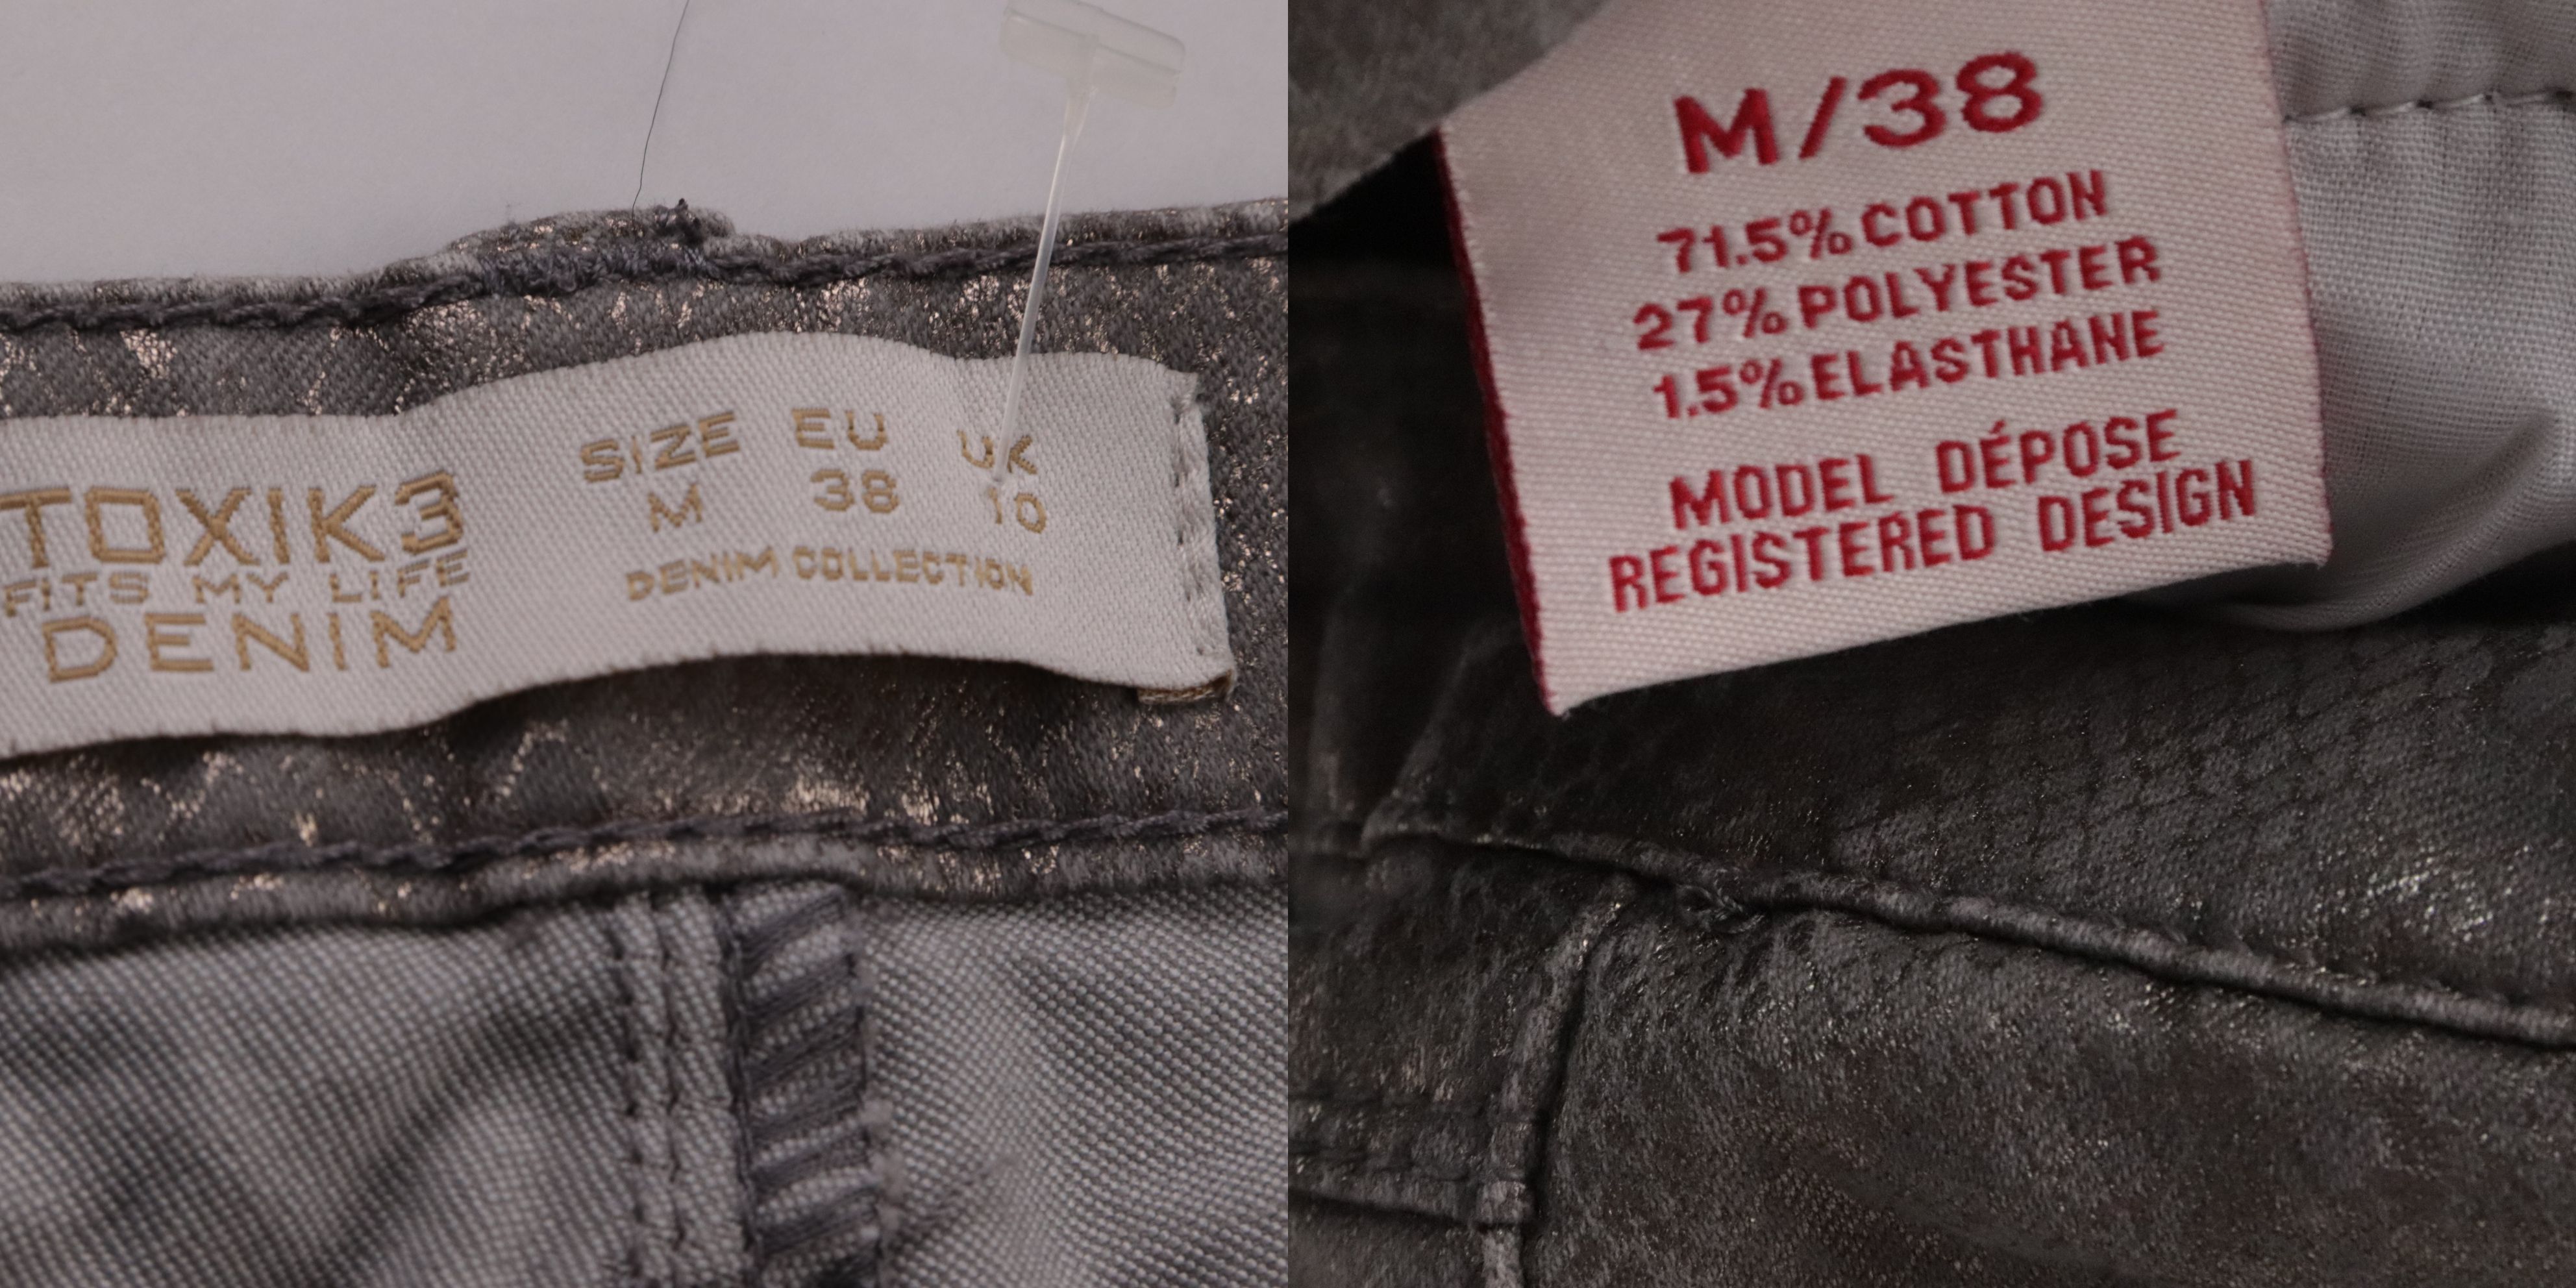 TOXIK3
FITS MY LIFE
DENIM
SIZE EU UK
M 38 10
DENIM COLLECTION
M/38
71.5% COTTON
27% POLYESTER
1.5% ELASTHANE
MODEL DÉPOSE
REGISTERED DESIGN